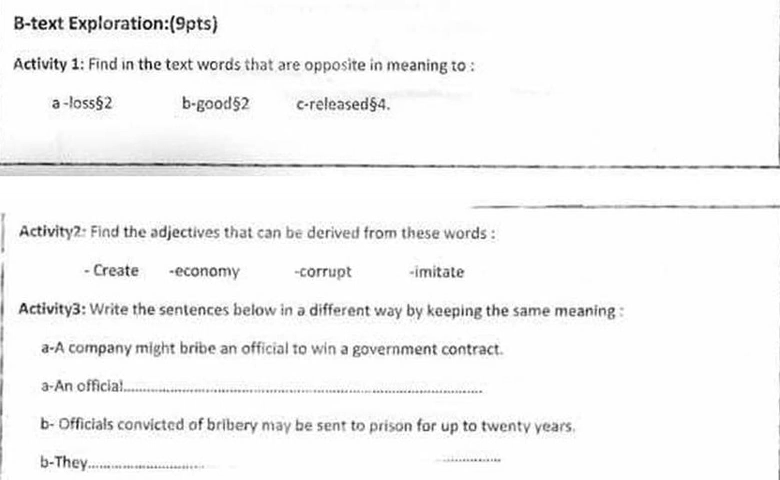 B-text Exploration:(9pts)
Activity 1: Find in the text words that are opposite in meaning to :
a -loss§2 b-good§2 c-released§4.
Activity2: Find the adjectives that can be derived from these words :
- Create -economy -corrupt -imitate
Activity3: Write the sentences below in a different way by keeping the same meaning :
a-A company might bribe an official to win a government contract.
a-An official..............................................................................................
b- Officials convicted of bribery may be sent to prison for up to twenty years.
b-They.............................. ...............